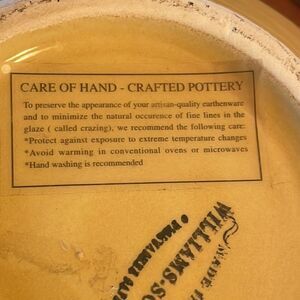 CARE OF HAND - CRAFTED POTTERY
To preserve the appearance of your artisan-quality earthenware
and to minimize the natural occurence of fine lines in the
glaze ( called crazing), we recommend the following care:
*Protect against exposure to extreme temperature changes
*Avoid warming in conventional ovens or microwaves
*Hand washing is recommended
MADE
WILLIAMS-SO